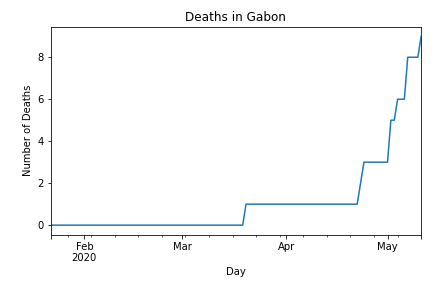 Deaths in Gabon
Number of Deaths
8
6
4
2
0
Feb
2020
Mar
Apr
May
Day